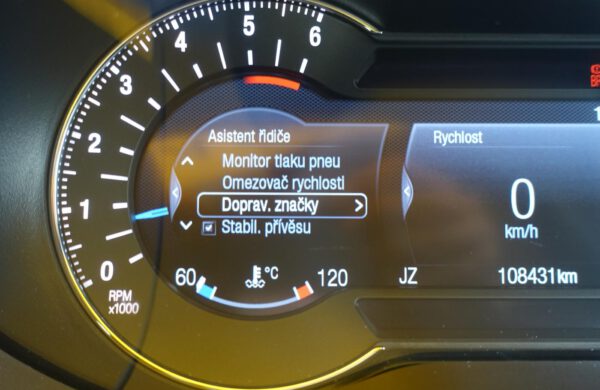 0
1
2
3
4
5
6
RPM
x1000
Asistent řidiče
Monitor tlaku pneu
Omezovač rychlosti
Doprav. značky
Stabil. přívěsu
60
°C
120
Rychlost
0
km/h
JZ
108431km